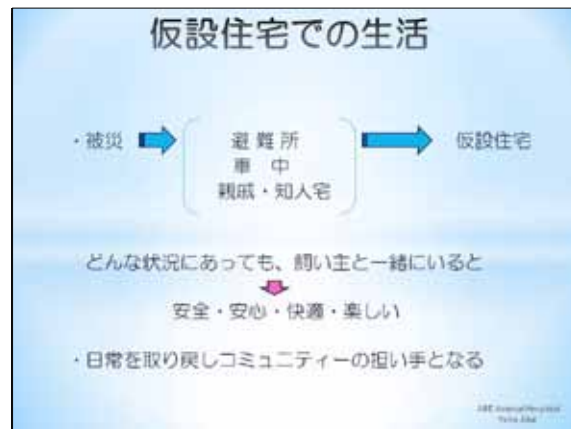 仮設住宅での生活
・被災 避難所 仮設住宅
車 中
親戚・知人宅
どんな状況にあっても、飼い主と一緒にいると
安全・安心・快適・楽しい
・日常を取り戻しコミュニティーの担い手となる
Animal Hospital